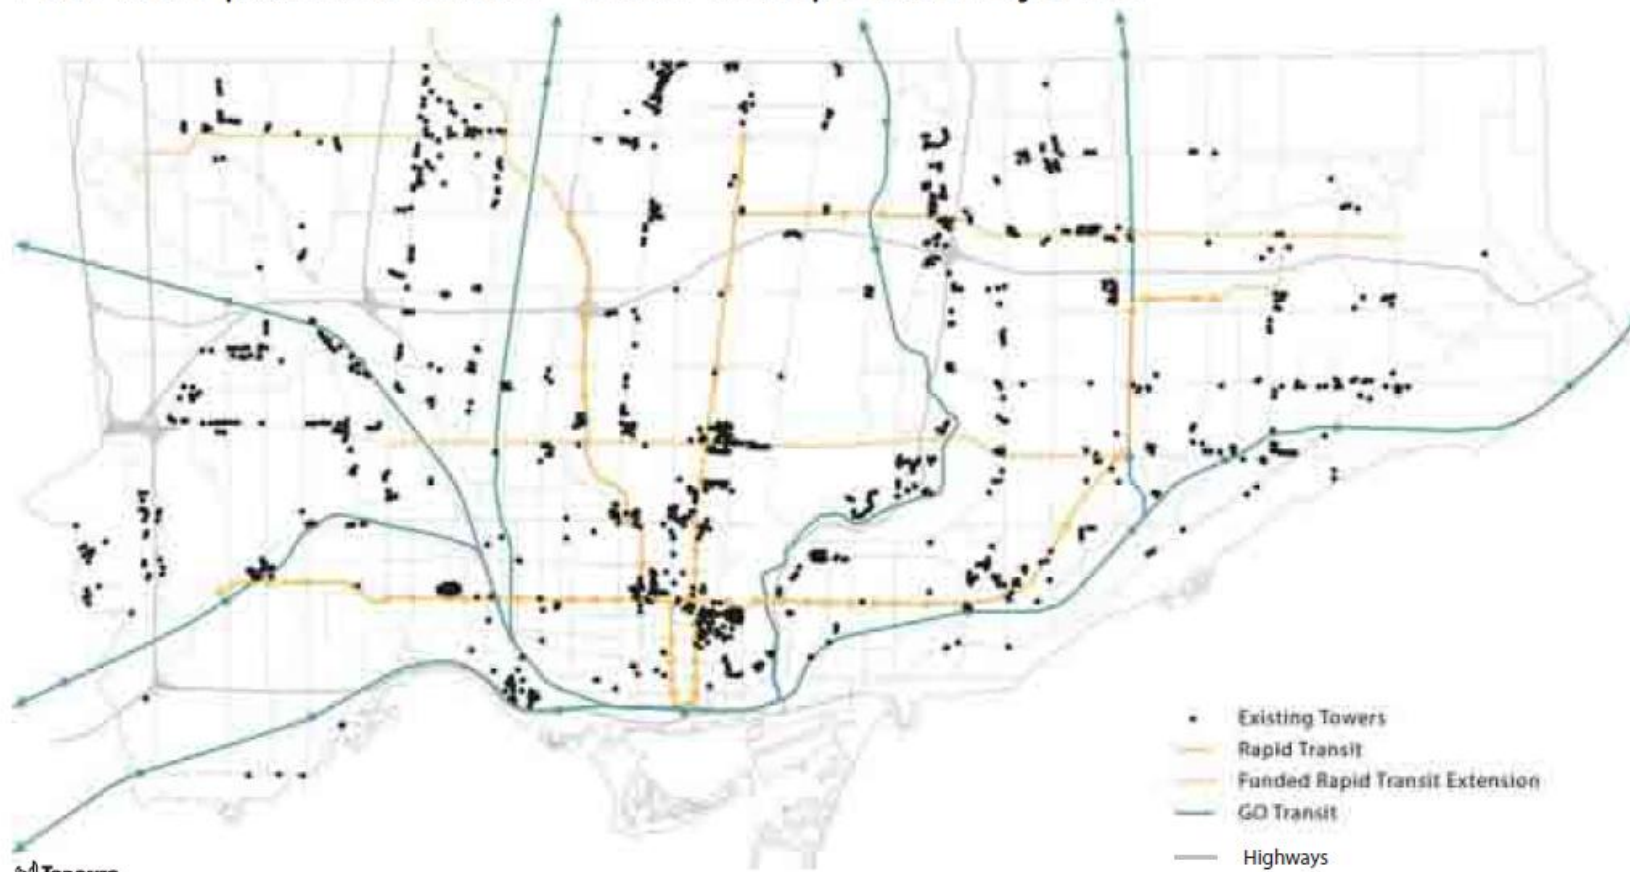 Existing Towers
Rapid Transit
Funded Rapid Transit Extension
GO Transit
Highways